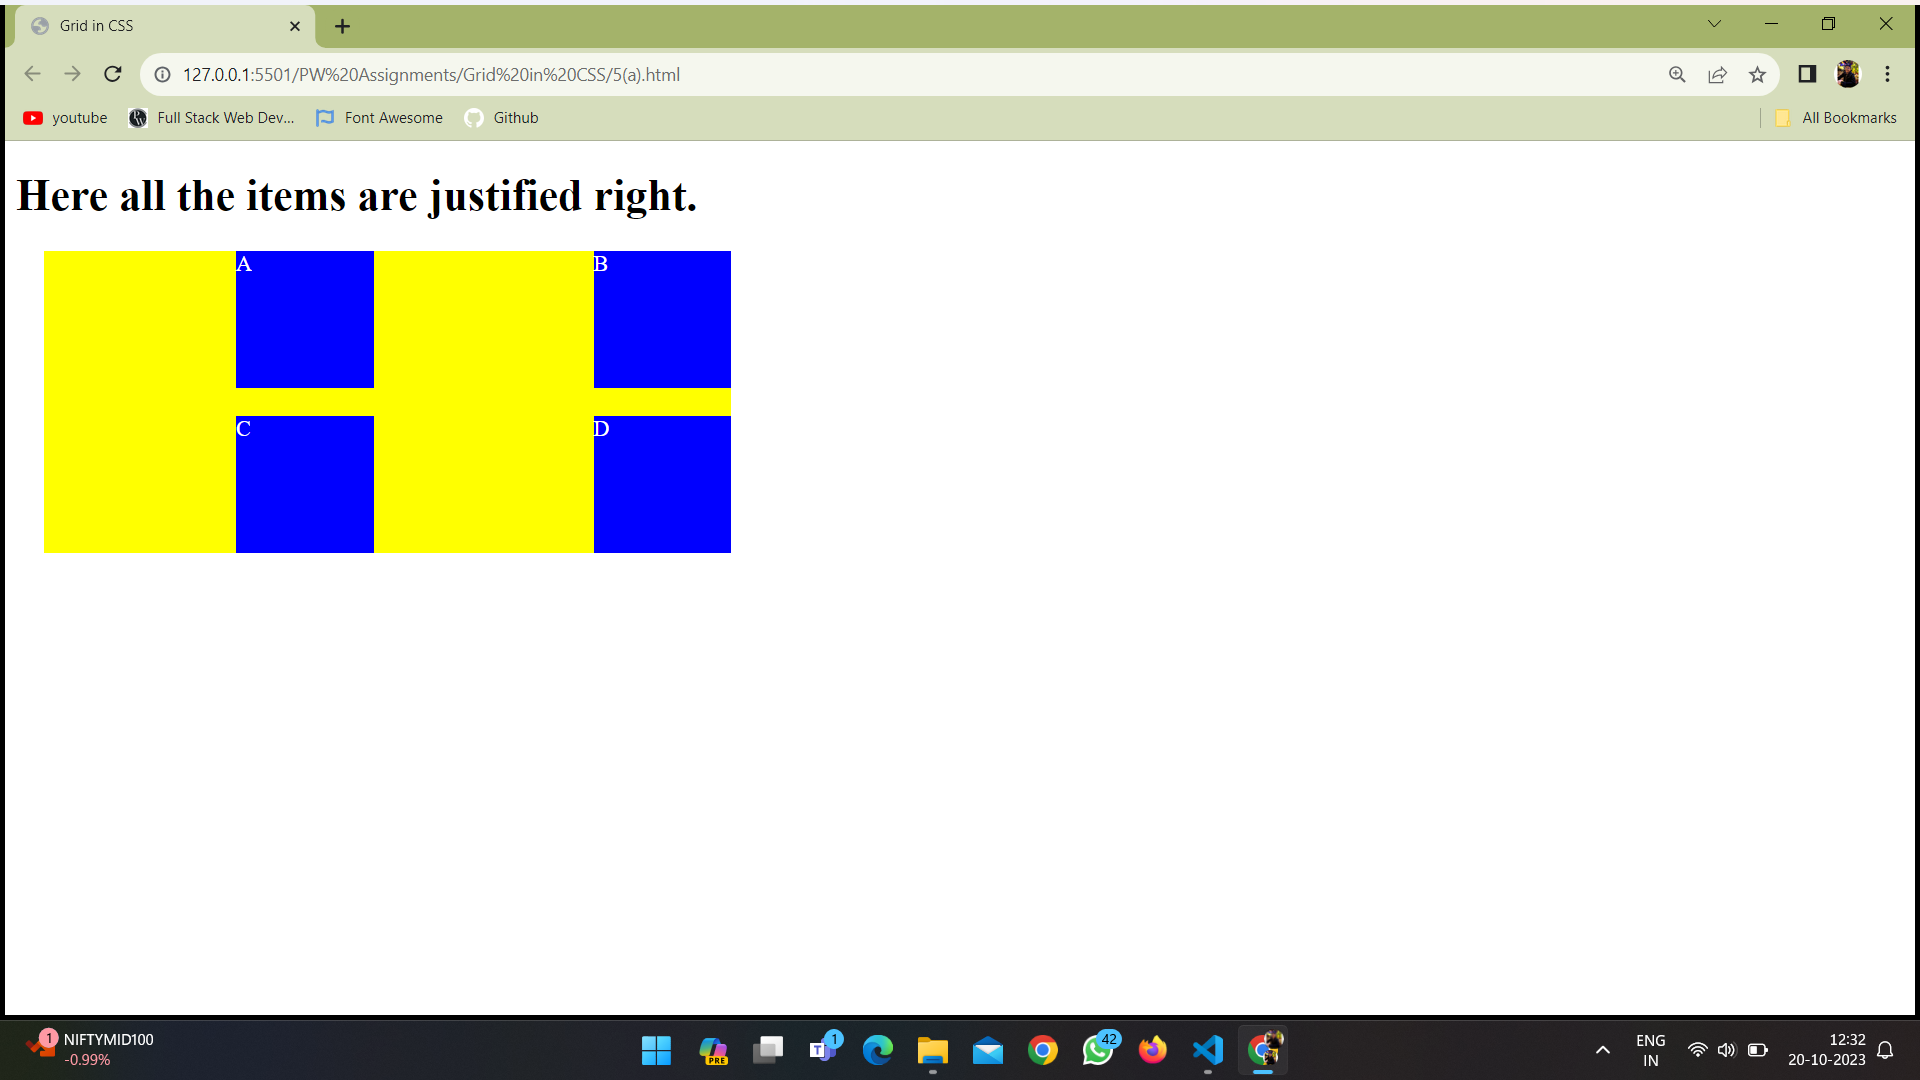 Grid in CSS
127.0.0.1:5501/PW%20Assignments/Grid%20in%20CSS/5(a).html
youtube Full Stack Web Dev... Font Awesome Github All Bookmarks
Here all the items are justified right.
A B
C D
1 NIFTYMID100
-0.99%
PRE T 1 42
ENG
IN
12:32
20-10-2023